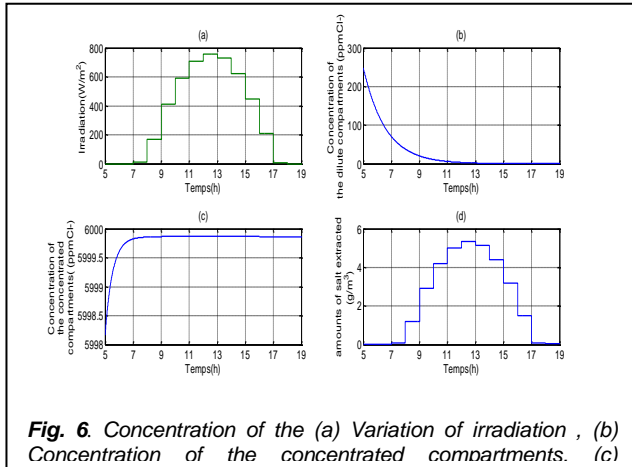 (a)
Irradiation(W/m²)
800
600
400
200
0
5 7 9 11 13 15 17 19
Temps(h)
(b)
Concentration of
the dilute compartments (ppmCl-)
300
200
100
0
5 7 9 11 13 15 17 19
Temps(h)
(c)
Concentration of
the concentrated
compartments( (ppmCl-)
6000
5999.5
5999
5998.5
5998
5 7 9 11 13 15 17 19
Temps(h)
(d)
amounts of salt extracted
(g/m³)
6
4
2
0
5 7 9 11 13 15 17 19
Temps(h)
Fig. 6. Concentration of the (a) Variation of irradiation , (b)
Concentration of the concentrated compartments, (c)